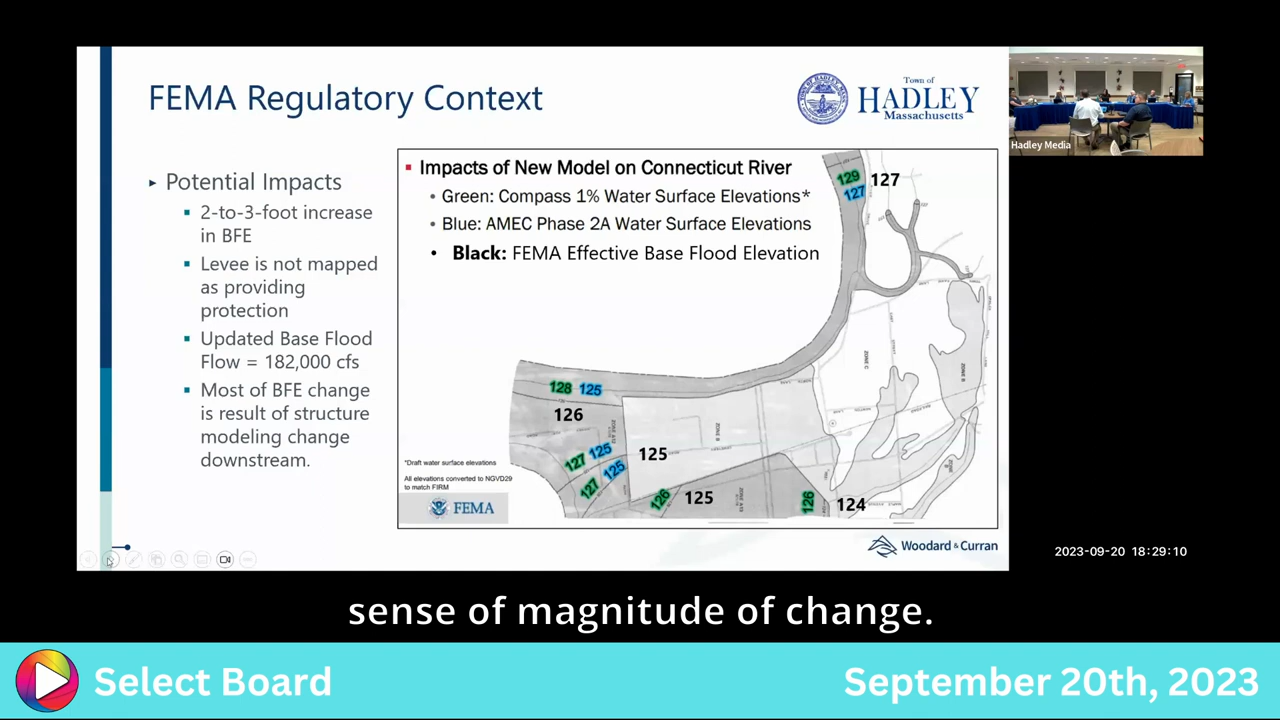 FEMA Regulatory Context
Town of
HADLEY
Massachusetts
Hadley Media
Potential Impacts
2-to-3-foot increase
in BFE
Levee is not mapped
as providing
protection
Updated Base Flood
Flow = 182,000 cfs
Most of BFE change
is result of structure
modeling change
downstream.
Impacts of New Model on Connecticut River
Green: Compass 1% Water Surface Elevations*
Blue: AMEC Phase 2A Water Surface Elevations
Black: FEMA Effective Base Flood Elevation
129
127
127
128 125
126
127 125
127 125
125
126
125
126
124
ZONE C
ZONE B
ZONE B
*Draft water surface elevations
All elevations converted to NGVD29
to match FIRM
FEMA
Woodard & Curran
2023-09-20 18:29:10
sense of magnitude of change.
Select Board
September 20th, 2023